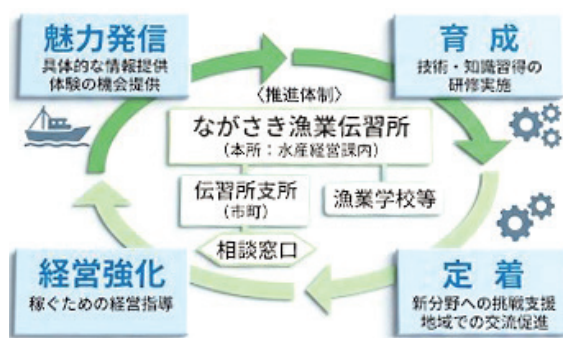 魅力発信
具体的な情報提供
体験の機会提供
育成
技術・知識習得の
研修実施
〈推進体制〉
ながさき漁業伝習所
（本所：水産経営課内）
伝習所支所
（市町）
漁業学校等
相談窓口
経営強化
稼ぐための経営指導
定着
新分野への挑戦支援
地域での交流促進